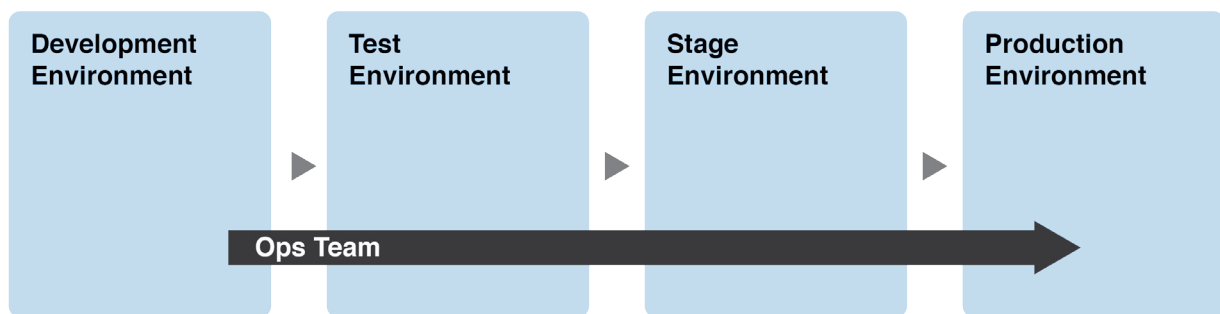 Development
Environment
Test
Environment
Stage
Environment
Production
Environment
Ops Team